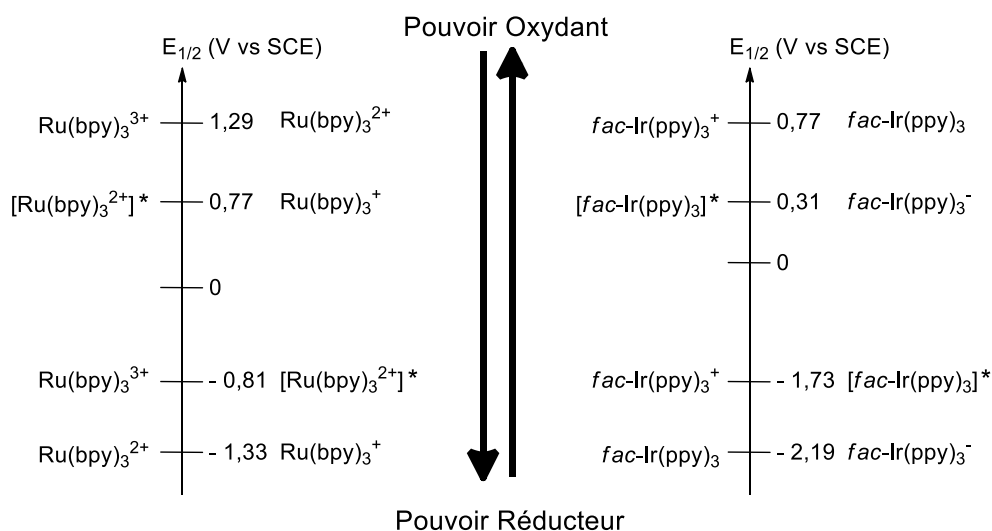 Pouvoir Oxydant
E1/2 (V vs SCE)
Ru(bpy)3 3+ 1,29 Ru(bpy)3 2+
[Ru(bpy)3 2+]* 0,77 Ru(bpy)3 +
0
Ru(bpy)3 3+ - 0,81 [Ru(bpy)3 2+]*
Ru(bpy)3 2+ - 1,33 Ru(bpy)3 +
E1/2 (V vs SCE)
fac-Ir(ppy)3 + 0,77 fac-Ir(ppy)3
[fac-Ir(ppy)3]* 0,31 fac-Ir(ppy)3 -
0
fac-Ir(ppy)3 + - 1,73 [fac-Ir(ppy)3]*
fac-Ir(ppy)3 - 2,19 fac-Ir(ppy)3 -
Pouvoir Réducteur